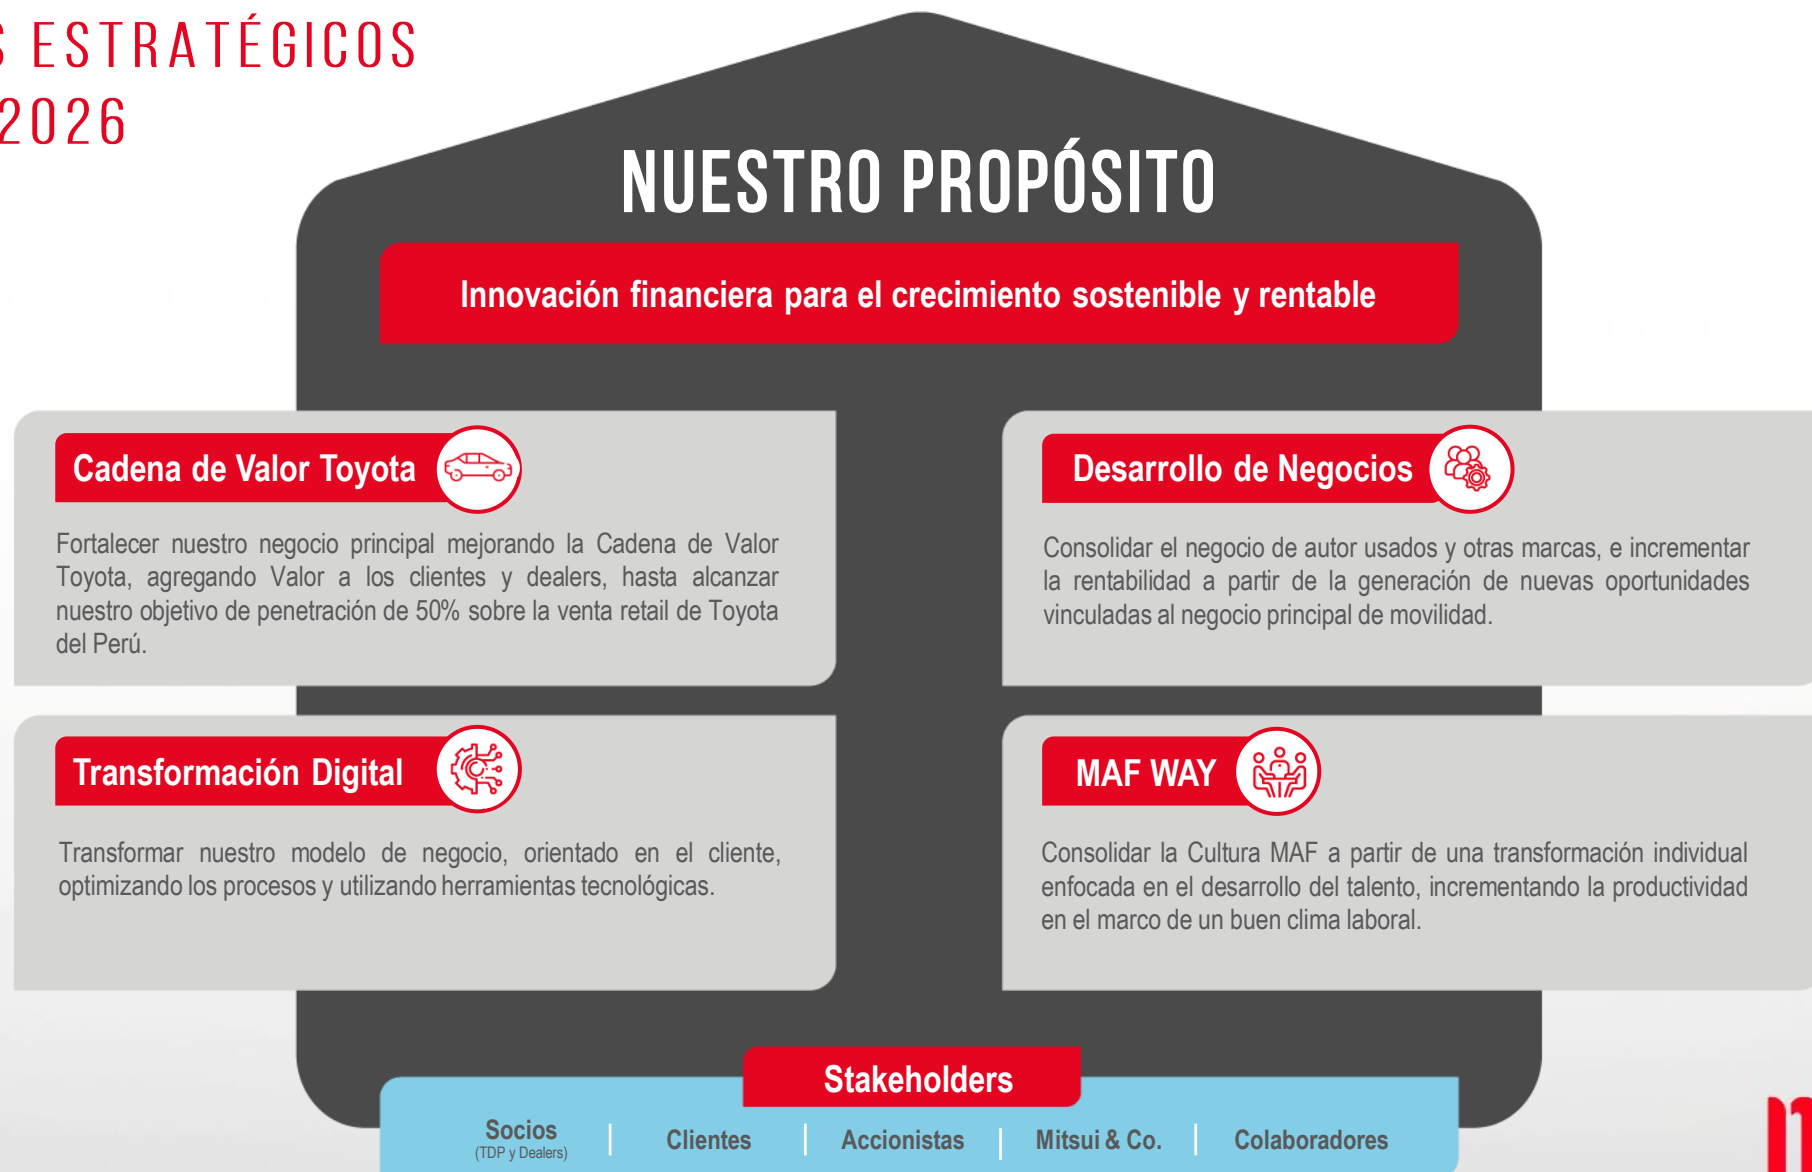 ESTRATÉGICOS
2026
NUESTRO PROPÓSITO
Innovación financiera para el crecimiento sostenible y rentable
Cadena de Valor Toyota
Fortalecer nuestro negocio principal mejorando la Cadena de Valor
Toyota, agregando Valor a los clientes y dealers, hasta alcanzar
nuestro objetivo de penetración de 50% sobre la venta retail de Toyota
del Perú.
Desarrollo de Negocios
Consolidar el negocio de autor usados y otras marcas, e incrementar
la rentabilidad a partir de la generación de nuevas oportunidades
vinculadas al negocio principal de movilidad.
Transformación Digital
Transformar nuestro modelo de negocio, orientado en el cliente,
optimizando los procesos y utilizando herramientas tecnológicas.
MAF WAY
Consolidar la Cultura MAF a partir de una transformación individual
enfocada en el desarrollo del talento, incrementando la productividad
en el marco de un buen clima laboral.
Stakeholders
Socios
(TDP y Dealers)
Clientes
Accionistas
Mitsui & Co.
Colaboradores